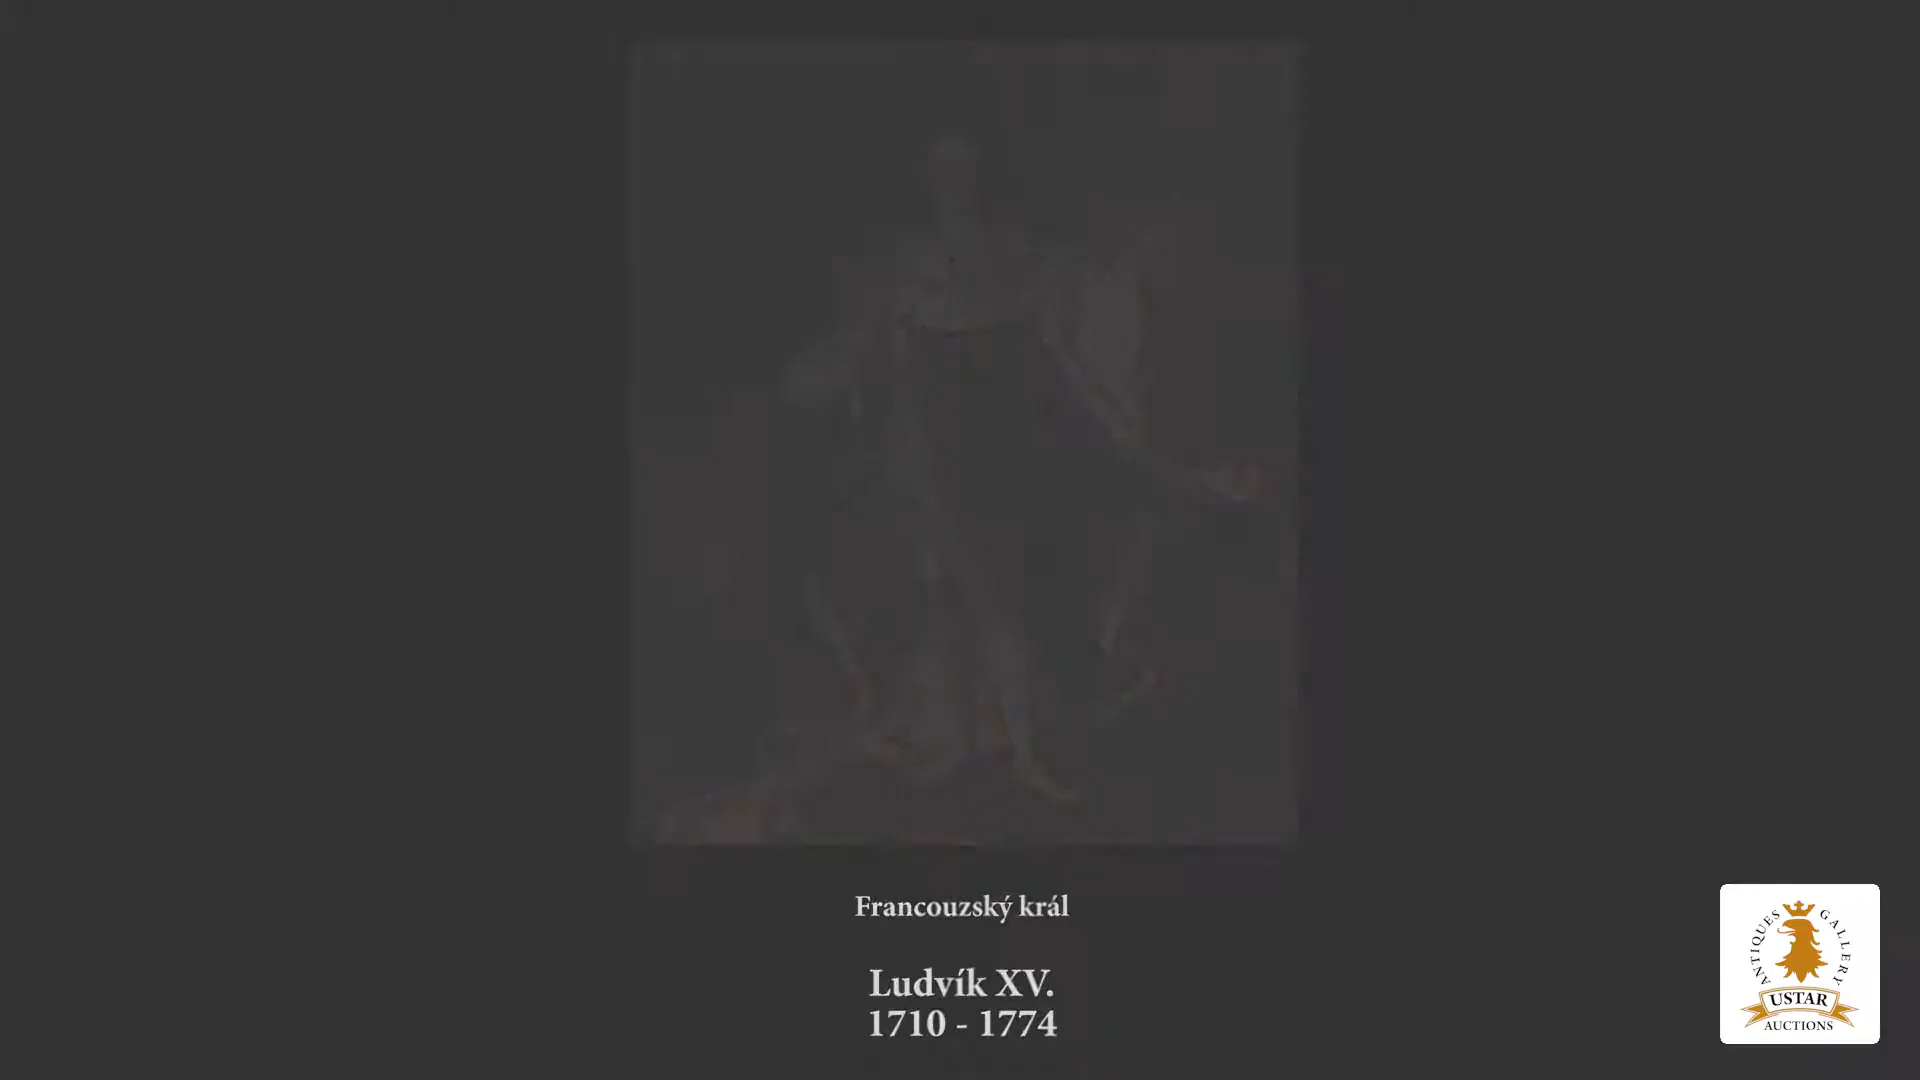 Francouzský král
Ludvík XV.
1710 - 1774
ANTIQUES GALLERY
USTAR
AUCTIONS